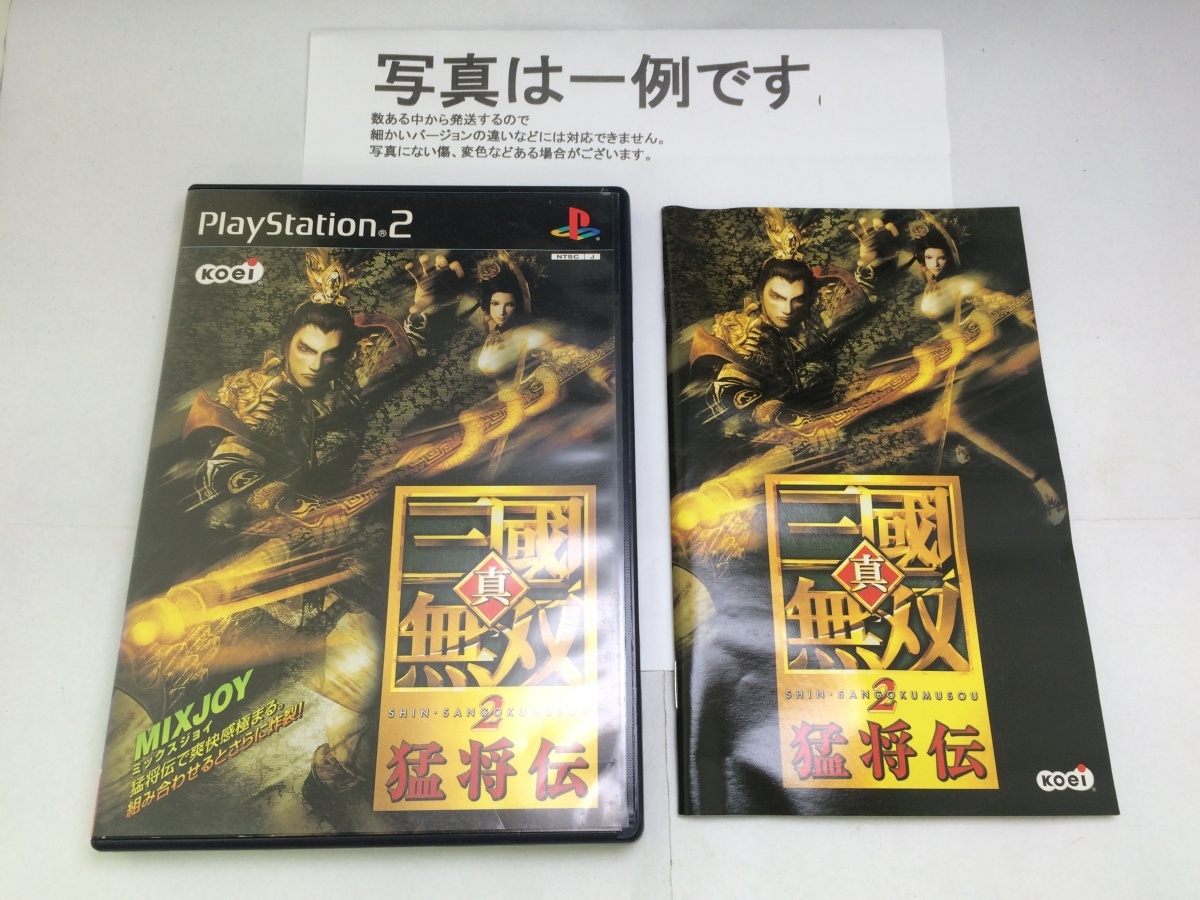 写真は一例です
数ある中から発送するので
細かいバージョンの違いなどには対応できません。
写真にない傷、変色などある場合がございます。
PlayStation®2
NTSC J
KOEI
三國
真
無双
2
SHIN・SANGOKUMUSOU
猛将伝
MIXJOY
ミックスジョイ
猛将伝で爽快感極まる。
組み合わせるとさらに炸裂!
三國
真
無双
2
SHIN・SANGOKUMUSOU
猛将伝
KOEI